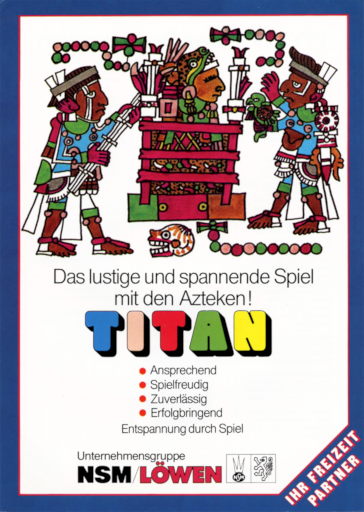 Das lustige und spannende Spiel
mit den Azteken!
TITAN
Ansprechend
Spielfreudig
Zuverlässig
Erfolgbringend
Entspannung durch Spiel
Unternehmensgruppe
NSM/LÖWEN
NSM
IHR FREIZEIT
PARTNER